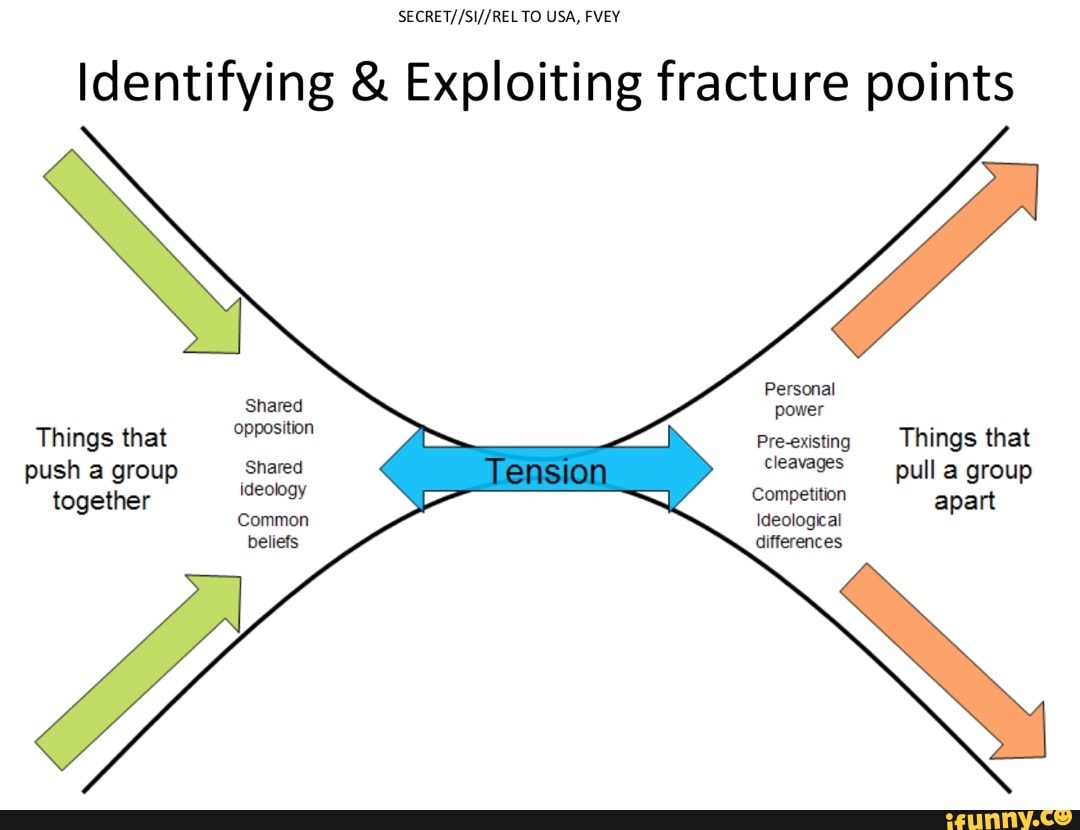 SECRET//SI//REL TO USA, FVEY
Identifying & Exploiting fracture points
Things that
push a group
together
Shared
opposition
Shared
ideology
Common
beliefs
Tension
Personal
power
Pre-existing
cleavages
Competition
Ideological
differences
Things that
pull a group
apart
ifunny.co